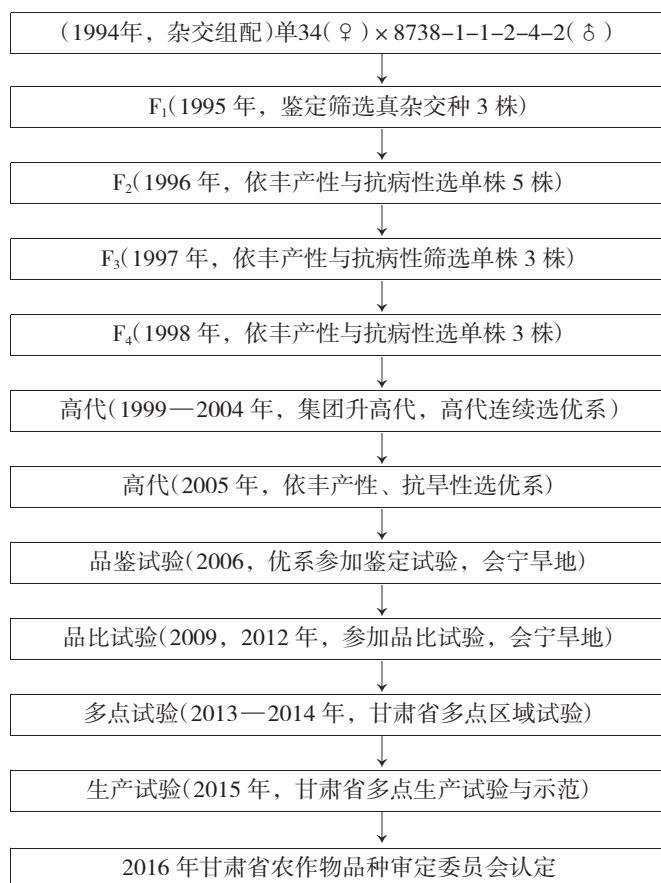 (1994年，杂交组配)单34(♀)×8738-1-1-2-4-2(♂)
F₁(1995 年，鉴定筛选真杂交种 3 株)
F₂(1996 年，依丰产性与抗病性选单株 5 株)
F₃(1997 年，依丰产性与抗病性筛选单株 3 株)
F₄(1998 年，依丰产性与抗病性选单株 3 株)
高代(1999—2004 年，集团升高代，高代连续选优系)
高代(2005 年，依丰产性、抗旱性选优系)
品鉴试验(2006，优系参加鉴定试验，会宁旱地)
品比试验(2009，2012 年，参加品比试验，会宁旱地)
多点试验(2013—2014 年，甘肃省多点区域试验)
生产试验(2015 年，甘肃省多点生产试验与示范)
2016 年甘肃省农作物品种审定委员会认定